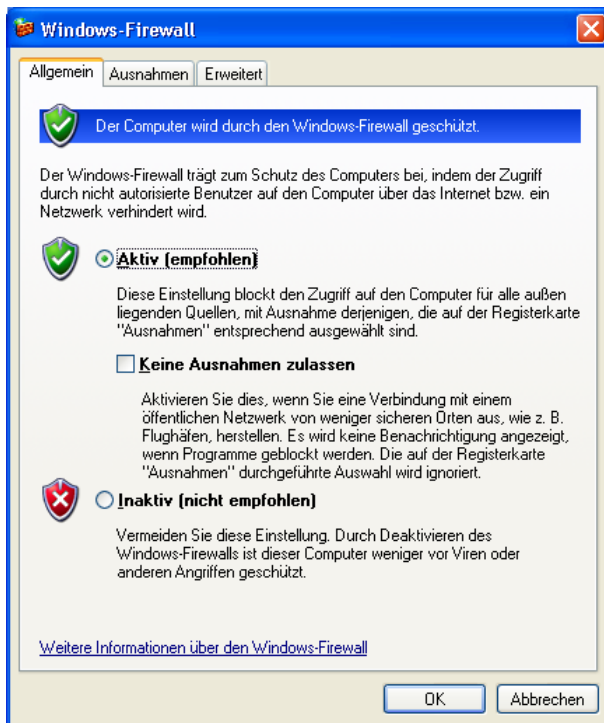 Windows-Firewall
Allgemein Ausnahmen Erweitert
Der Computer wird durch den Windows-Firewall geschützt.
Der Windows-Firewall trägt zum Schutz des Computers bei, indem der Zugriff
durch nicht autorisierte Benutzer auf den Computer über das Internet bzw. ein
Netzwerk verhindert wird.
Aktiv (empfohlen)
Diese Einstellung blockt den Zugriff auf den Computer für alle außen
liegenden Quellen, mit Ausnahme derjenigen, die auf der Registerkarte
"Ausnahmen" entsprechend ausgewählt sind.
Keine Ausnahmen zulassen
Aktivieren Sie dies, wenn Sie eine Verbindung mit einem
öffentlichen Netzwerk von weniger sicheren Orten aus, wie z. B.
Flughäfen, herstellen. Es wird keine Benachrichtigung angezeigt,
wenn Programme geblockt werden. Die auf der Registerkarte
"Ausnahmen" durchgeführte Auswahl wird ignoriert.
Inaktiv (nicht empfohlen)
Vermeiden Sie diese Einstellung. Durch Deaktivieren des
Windows-Firewalls ist dieser Computer weniger vor Viren oder
anderen Angriffen geschützt.
Weitere Informationen über den Windows-Firewall
OK Abbrechen